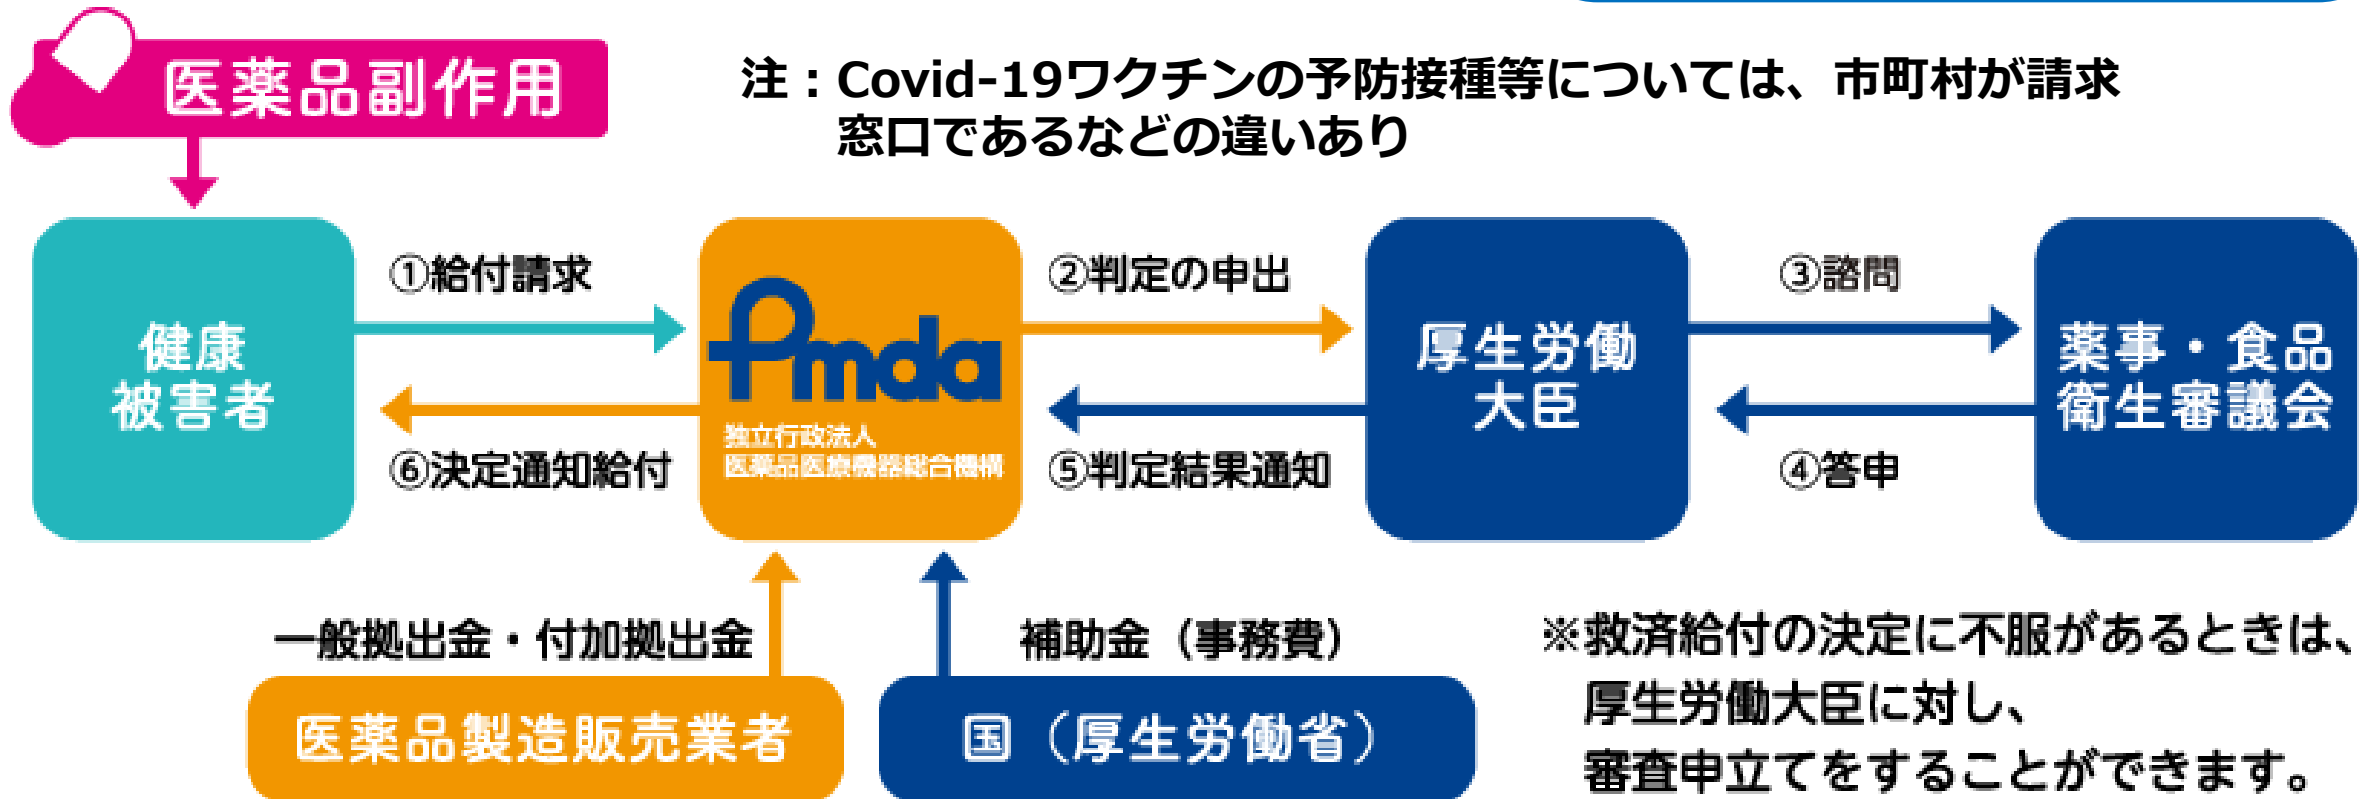 医薬品副作用
注：Covid-19ワクチンの予防接種等については、市町村が請求
窓口であるなどの違いあり
健康
被害者
①給付請求
⑥決定通知給付
Pmda
独立行政法人
医薬品医療機器総合機構
②判定の申出
⑤判定結果通知
厚生労働
大臣
③諮問
④答申
薬事・食品
衛生審議会
一般拠出金・付加拠出金
補助金（事務費）
医薬品製造販売業者
国（厚生労働省）
※救済給付の決定に不服があるときは、
厚生労働大臣に対し、
審査申立てをすることができます。